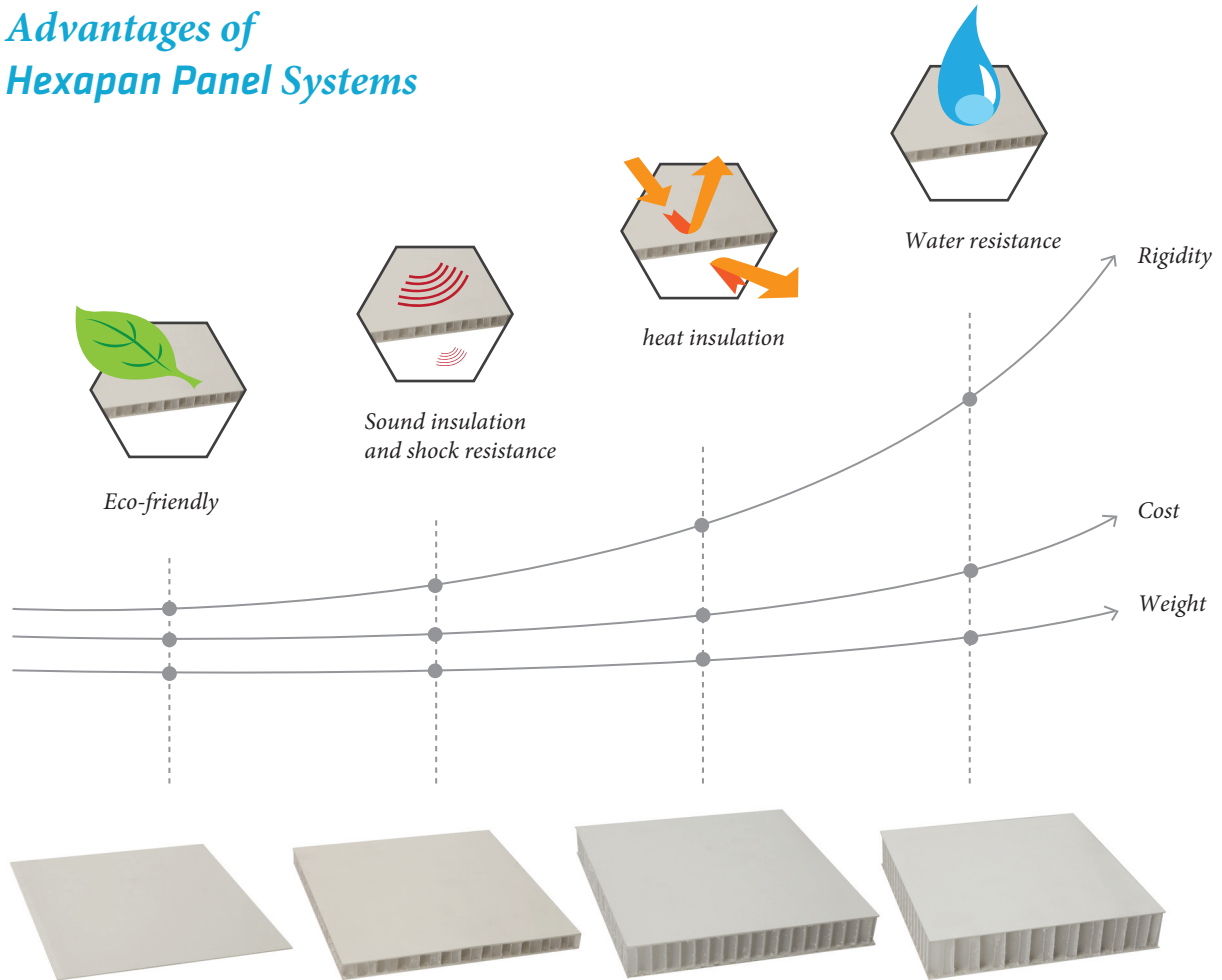 Advantages of
Hexapan Panel Systems
Water resistance
Rigidity
heat insulation
Sound insulation
and shock resistance
Eco-friendly
Cost
Weight